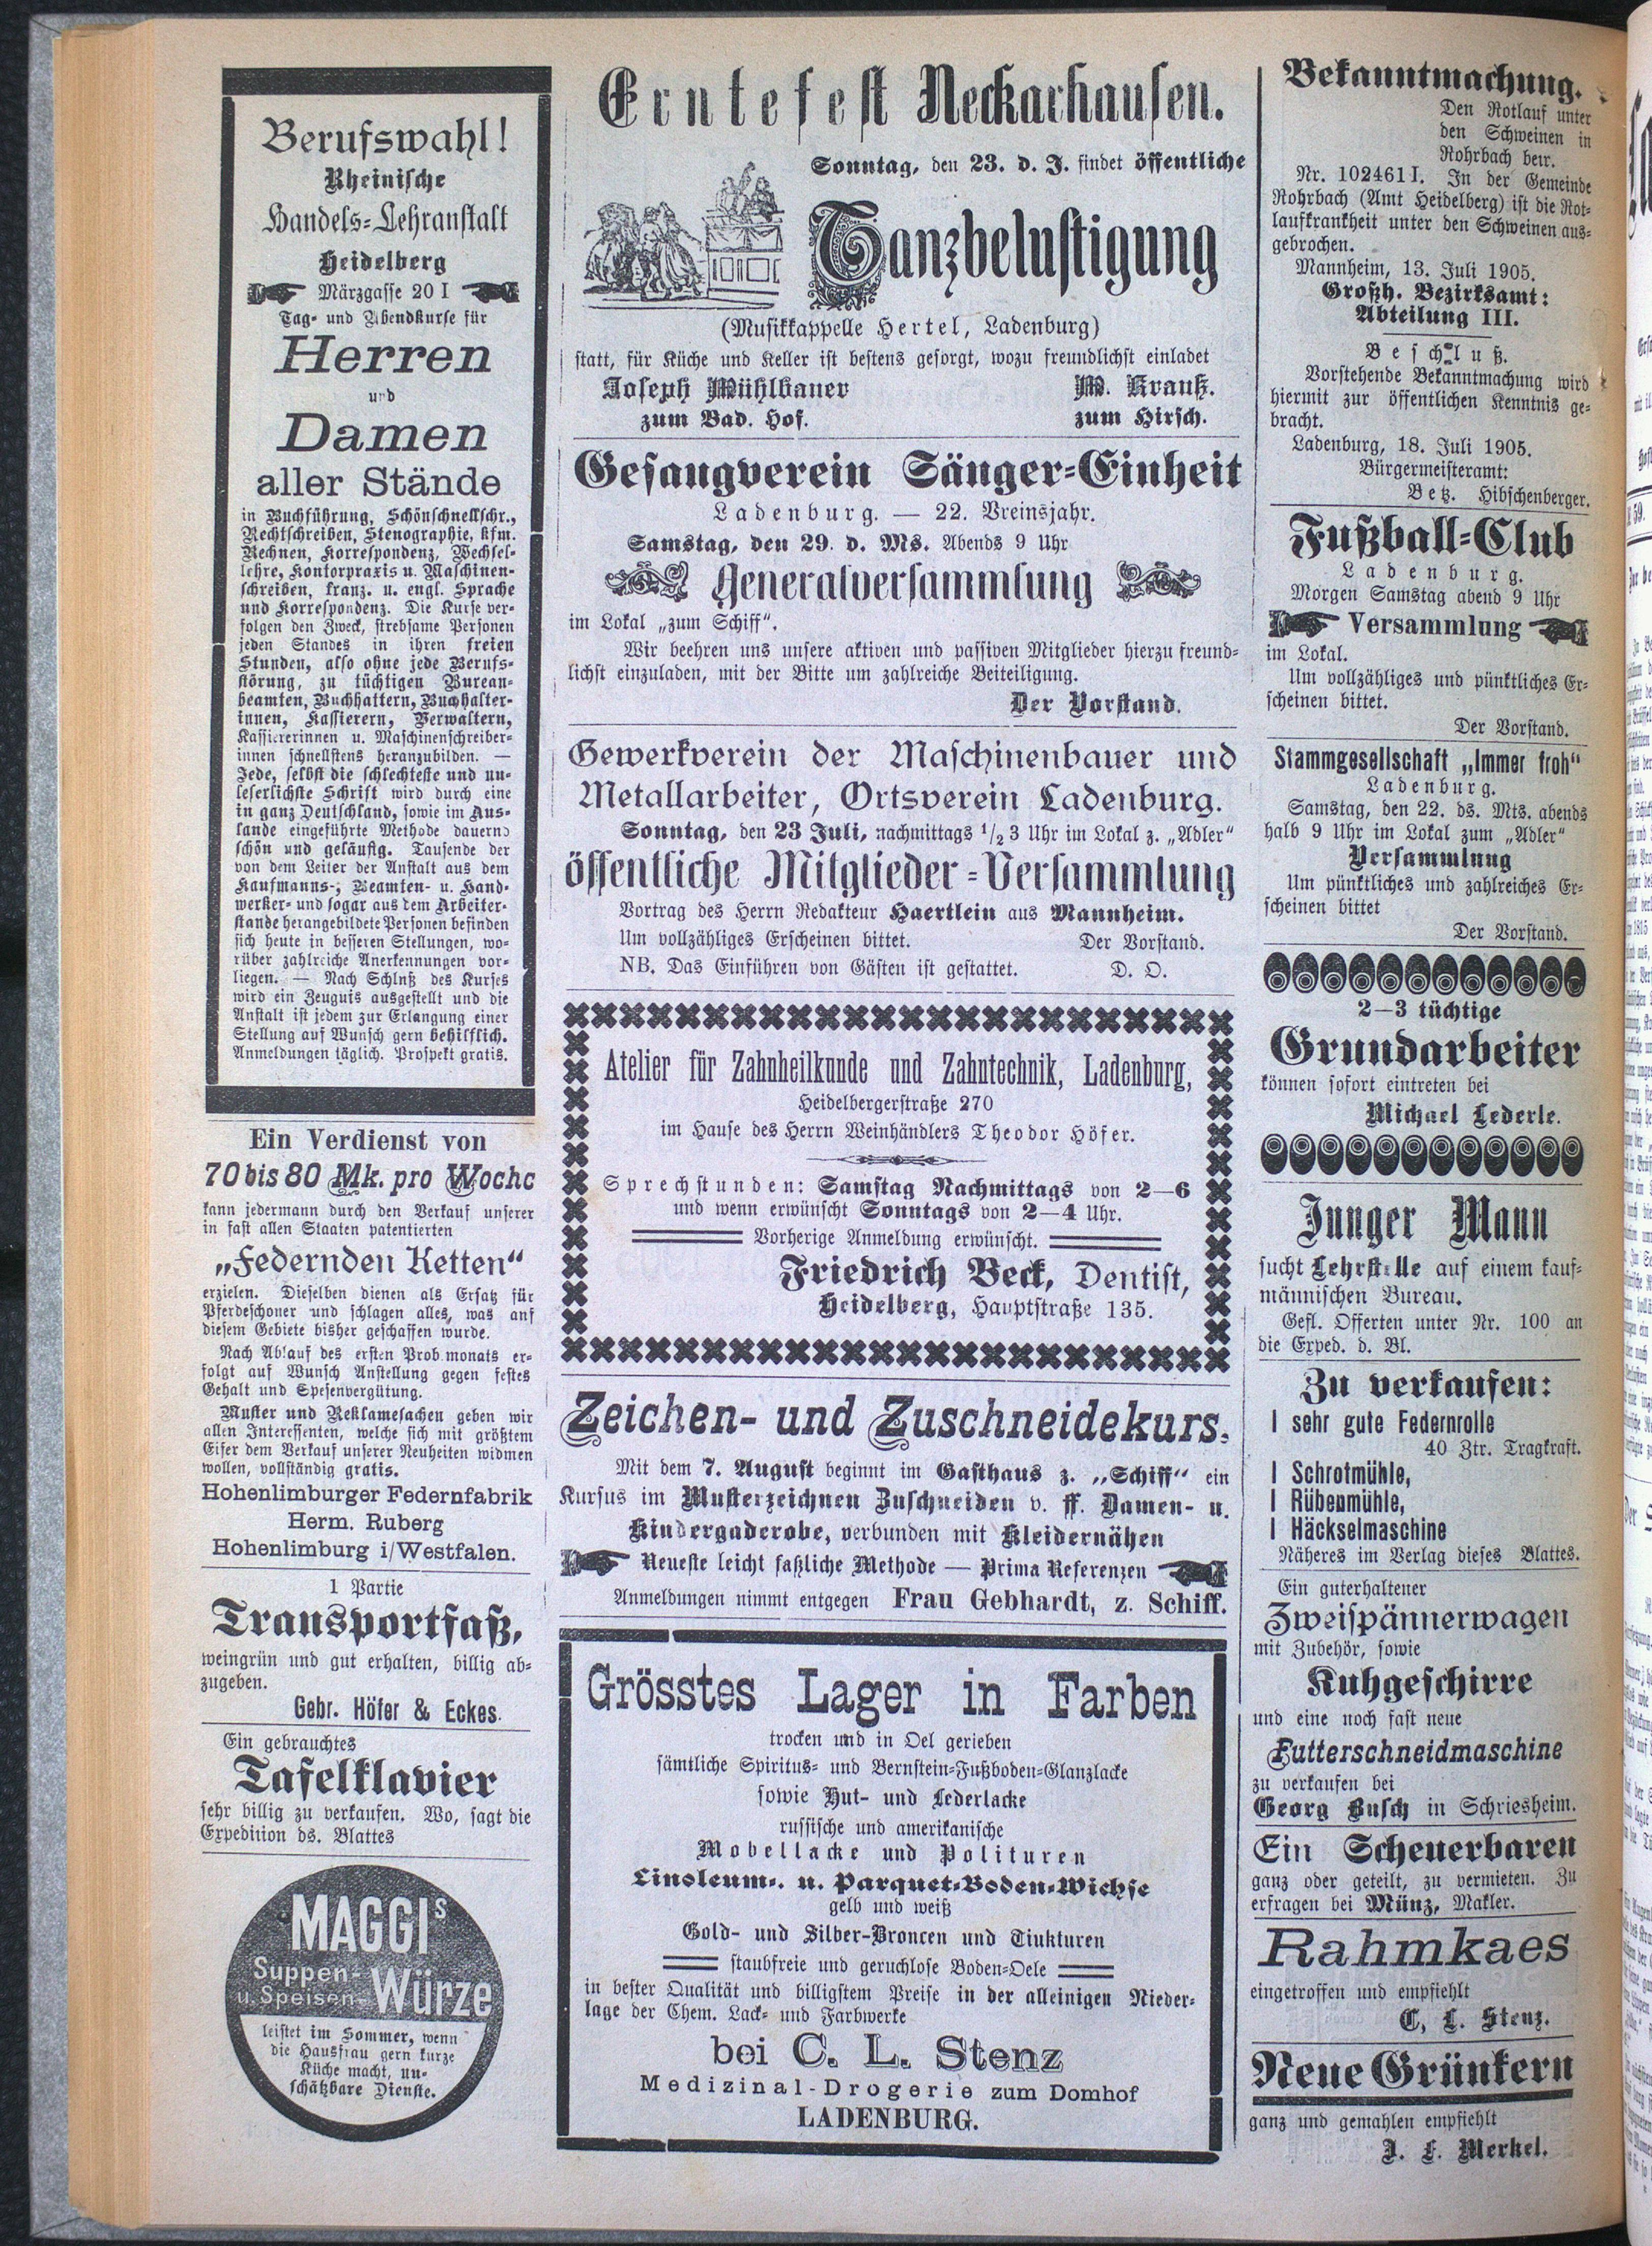 Berufswahl!
Rheinische
Handels-Lehranstalt
Heidelberg
Märzgasse 20 I
Tag- und Abendkurse für
Herren
und
Damen
aller Stände
in Buchführung, Schönschnellschr.,
Rechtschreiben, Stenographie, kfm.
Rechnen, Korrespondenz, Wechsel-
lehre, Kontorpraxis u. Maschinen-
schreiben, franz. u. engl. Sprache
und Korrespondenz. Die Kurse ver-
folgen den Zweck, strebsame Personen
jeden Standes in ihren freien
Stunden, also ohne jede Berufs-
störung, zu tüchtigen Burean-
beamten, Buchhaltern, Buchhalter-
innen, Kassierern, Verwaltern,
Kassiererinnen u. Maschinenschreiber-
innen schnellstens heranzubilden. —
Jede, selbst die schlechteste und un-
leserlichste Schrift wird durch eine
in ganz Deutschland, sowie im Aus-
lande eingeführte Methode dauernd
schön und geläufig. Tausende der
von dem Leiter der Anstalt aus dem
Kaufmanns-, Beamten- u. Hand-
werker- und sogar aus dem Arbeiter-
stande herangebildete Personen befinden
sich heute in besseren Stellungen, wo-
rüber zahlreiche Anerkennungen vor-
liegen. — Nach Schluß des Kurses
wird ein Zeugnis ausgestellt und die
Anstalt ist jedem zur Erlangung einer
Stellung auf Wunsch gern behilflich.
Anmeldungen täglich. Prospekt gratis.
Ein Verdienst von
70 bis 80 Mk. pro Woche
kann jedermann durch den Verkauf unserer
in fast allen Staaten patentierten
„Federnden Ketten“
erzielen. Dieselben dienen als Ersatz für
Pferdeschoner und schlagen alles, was auf
diesem Gebiete bisher geschaffen wurde.
Nach Ablauf des ersten Probemonats er-
folgt auf Wunsch Anstellung gegen festes
Gehalt und Spesenvergütung.
Muster und Reklamesachen geben wir
allen Interessenten, welche sich mit größtem
Eifer dem Verkauf unserer Neuheiten widmen
wollen, vollständig gratis.
Hohenlimburger Federnfabrik
Herm. Ruberg
Hohenlimburg i/Westfalen.
1 Partie
Transportfaß,
weingrün und gut erhalten, billig ab-
zugeben.
Gebr. Höfer & Eckes.
Ein gebrauchtes
Tafelklavier
sehr billig zu verkaufen. Wo, sagt die
Expedition ds. Blattes
MAGGIs
Suppen-
u. Speisen-Würze
leistet im Sommer, wenn
die Hausfrau gern kurze
Küche macht, un-
schätzbare Dienste.
Erntefest Neckarhausen.
Sonntag, den 23. d. J. findet öffentliche
Tanzbelustigung
(Musikkappelle Hertel, Ladenburg)
statt, für Küche und Keller ist bestens gesorgt, wozu freundlichst einladet
Joseph Mühlbauer W. Krauß.
zum Bad. Hof. zum Hirsch.
Gesangverein Sänger-Einheit
Ladenburg. — 22. Vreinsjahr.
Samstag, den 29. d. Ms. Abends 9 Uhr
Generalversammlung
im Lokal „zum Schiff“.
Wir beehren uns unsere aktiven und passiven Mitglieder hierzu freund-
lichst einzuladen, mit der Bitte um zahlreiche Beiteiligung.
Der Vorstand.
Gewerkverein der Maschinenbauer und
Metallarbeiter, Ortsverein Ladenburg.
Sonntag, den 23 Juli, nachmittags 1/2 3 Uhr im Lokal z. „Adler“
öffentliche Mitglieder-Versammlung
Vortrag des Herrn Redakteur Haertlein aus Mannheim.
Um vollzähliges Erscheinen bittet. Der Vorstand.
NB. Das Einführen von Gästen ist gestattet. D. O.
Atelier für Zahnheilkunde und Zahntechnik, Ladenburg,
Heidelbergerstraße 270
im Hause des Herrn Weinhändlers Theodor Höfer.
Sprechstunden: Samstag Nachmittags von 2—6
und wenn erwünscht Sonntags von 2—4 Uhr.
Vorherige Anmeldung erwünscht.
Friedrich Beck, Dentist,
Heidelberg, Hauptstraße 135.
Zeichen- und Zuschneidekurs.
Mit dem 7. August beginnt im Gasthaus z. „Schiff“ ein
Kursus im Musterzeichnen Zuschneiden v. ff. Damen- u.
Kindergaderobe, verbunden mit Kleidernähen
Neueste leicht faßliche Methode — Prima Referenzen
Anmeldungen nimmt entgegen Frau Gebhardt, z. Schiff.
Grösstes Lager in Farben
trocken und in Oel gerieben
sämtliche Spiritus- und Bernstein-Fußboden-Glanzlacke
sowie Hut- und Lederlacke
russische und amerikanische
Mobellacke und Polituren
Linoleum-. u. Parquet-Boden-Wichse
gelb und weiß
Gold- und Silber-Broncen und Tinkturen
staubfreie und geruchlose Boden-Oele
in bester Qualität und billigstem Preise in der alleinigen Nieder-
lage der Chem. Lack- und Farbwerke
bei C. L. Stenz
Medizinal-Drogerie zum Domhof
LADENBURG.
Bekanntmachung.
Den Rotlauf unter
den Schweinen in
Rohrbach betr.
Nr. 102461 I. In der Gemeinde
Rohrbach (Amt Heidelberg) ist die Rot-
laufkrankheit unter den Schweinen aus-
gebrochen.
Mannheim, 13. Juli 1905.
Großh. Bezirksamt:
Abteilung III.
Beschluß.
Vorstehende Bekanntmachung wird
hiermit zur öffentlichen Kenntnis ge-
bracht.
Ladenburg, 18. Juli 1905.
Bürgermeisteramt:
Betz. Hibschenberger.
Fußball-Club
Ladenburg.
Morgen Samstag abend 9 Uhr
Versammlung
im Lokal.
Um vollzähliges und pünktliches Er-
scheinen bittet.
Der Vorstand.
Stammgesellschaft „Immer froh“
Ladenburg.
Samstag, den 22. ds. Mts. abends
halb 9 Uhr im Lokal zum „Adler“
Versammlung
Um pünktliches und zahlreiches Er-
scheinen bittet
Der Vorstand.
2—3 tüchtige
Grundarbeiter
können sofort eintreten bei
Michael Lederle.
Junger Mann
sucht Lehrstelle auf einem kauf-
männischen Bureau.
Gefl. Offerten unter Nr. 100 an
die Exped. d. Bl.
Zu verkaufen:
1 sehr gute Federnrolle
40 Ztr. Tragkraft.
1 Schrotmühle,
1 Rübenmühle,
1 Häckselmaschine
Näheres im Verlag dieses Blattes.
Ein guterhaltener
Zweispännerwagen
mit Zubehör, sowie
Kuhgeschirre
und eine noch fast neue
Futterschneidmaschine
zu verkaufen bei
Georg Busch in Schriesheim.
Ein Scheuerbaren
ganz oder geteilt, zu vermieten. Zu
erfragen bei Münz, Makler.
Rahmkaes
eingetroffen und empfiehlt
C. L. Stenz.
Neue Grünkern
ganz und gemahlen empfiehlt
J. F. Merkel.